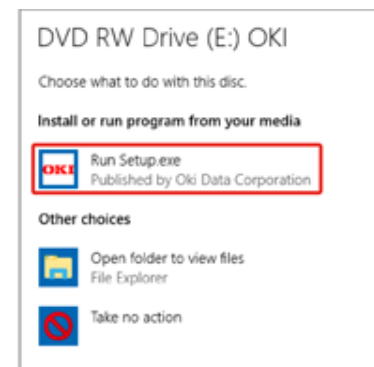 DVD RW Drive (E:) OKI
Choose what to do with this disc.
Install or run program from your media
OKI
Run Setup.exe
Published by Oki Data Corporation
Other choices
Open folder to view files
File Explorer
Take no action